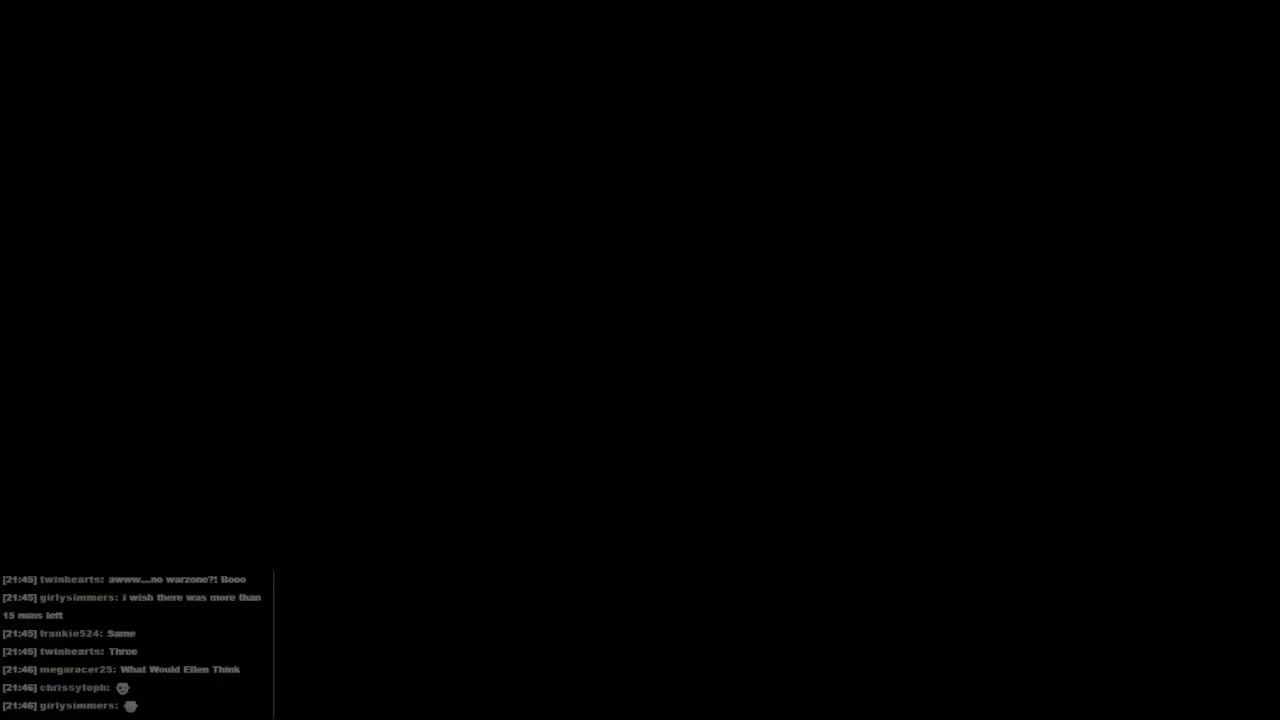 [21:45] twinhearts: awww....no warzone?! Booo
[21:45] girlysimmers: i wish there was more than
15 mins left
[21:45] frankie524: Same
[21:45] twinhearts: Three
[21:46] megaracer25: What Would Ellen Think
[21:46] chrissytoph:
[21:46] girlysimmers: